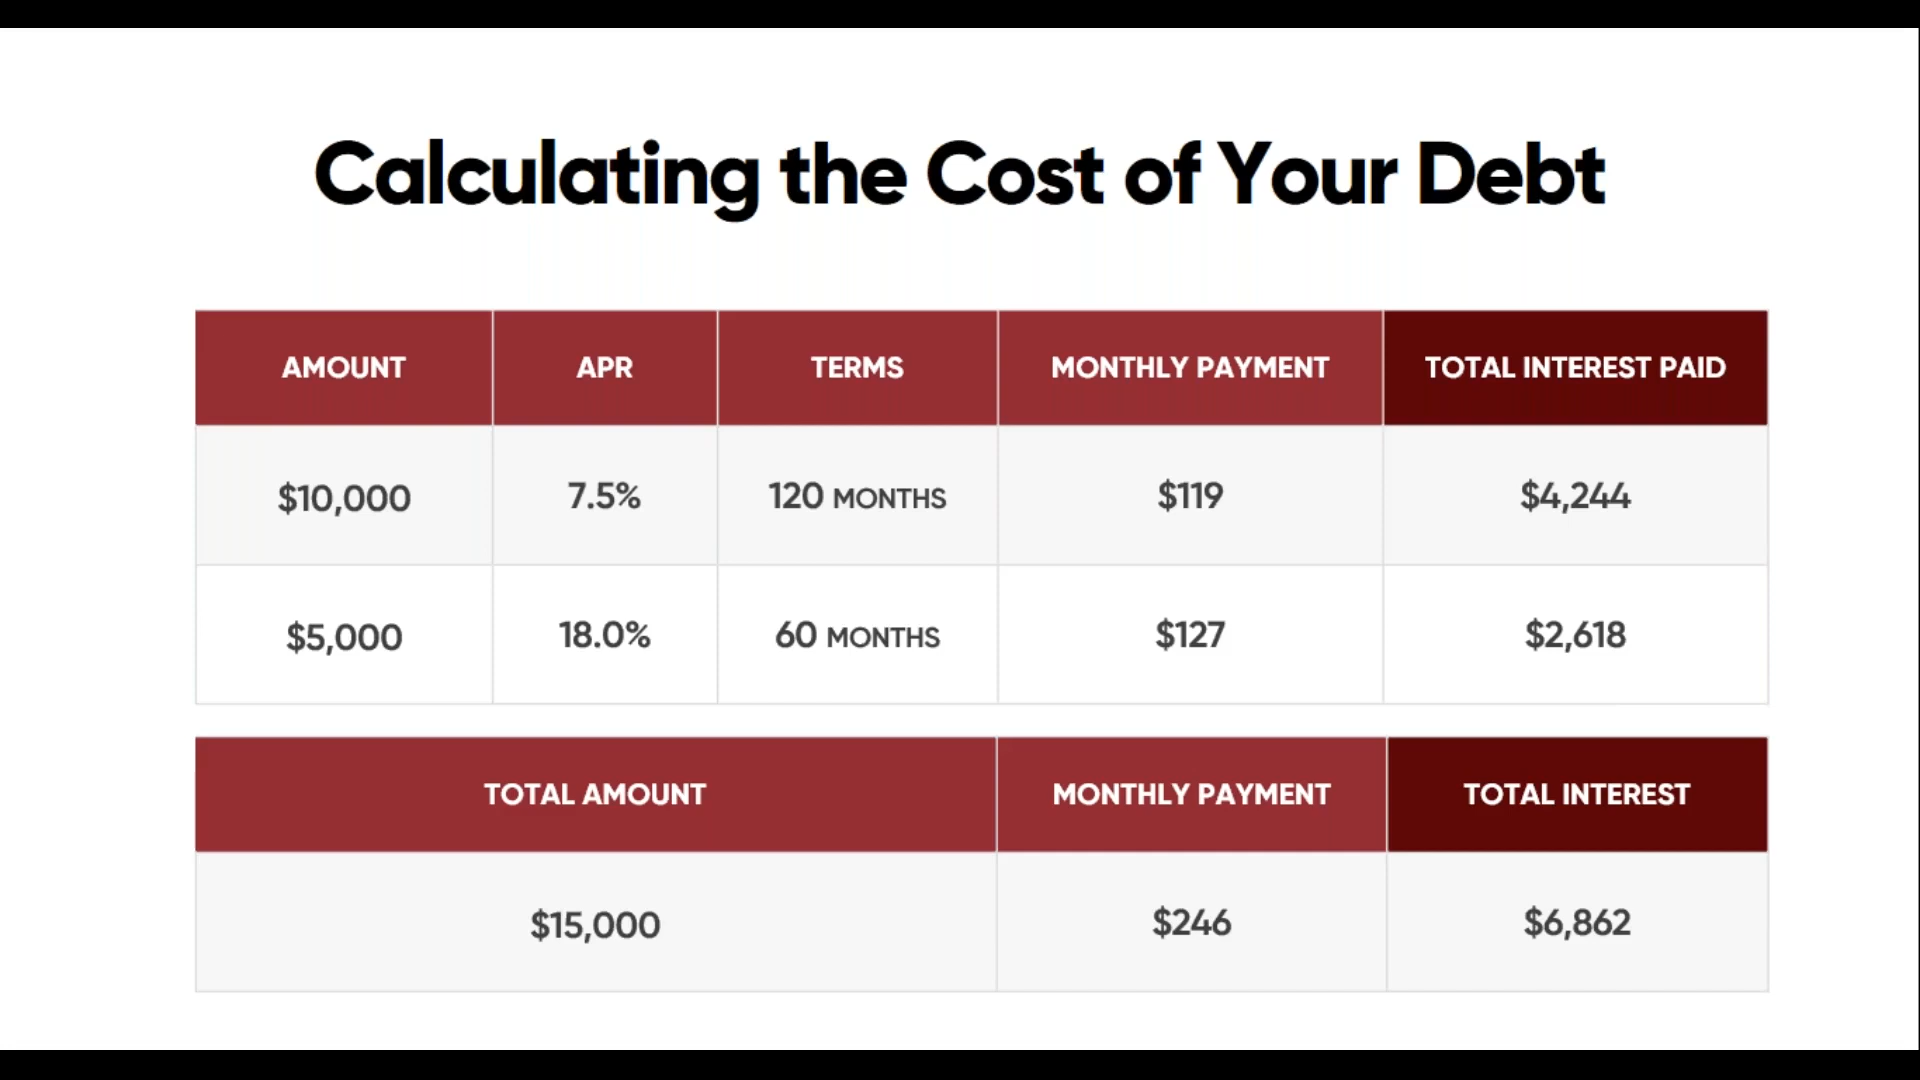 Calculating the Cost of Your Debt
AMOUNT APR TERMS MONTHLY PAYMENT TOTAL INTEREST PAID
$10,000 7.5% 120 MONTHS $119 $4,244
$5,000 18.0% 60 MONTHS $127 $2,618
TOTAL AMOUNT MONTHLY PAYMENT TOTAL INTEREST
$15,000 $246 $6,862